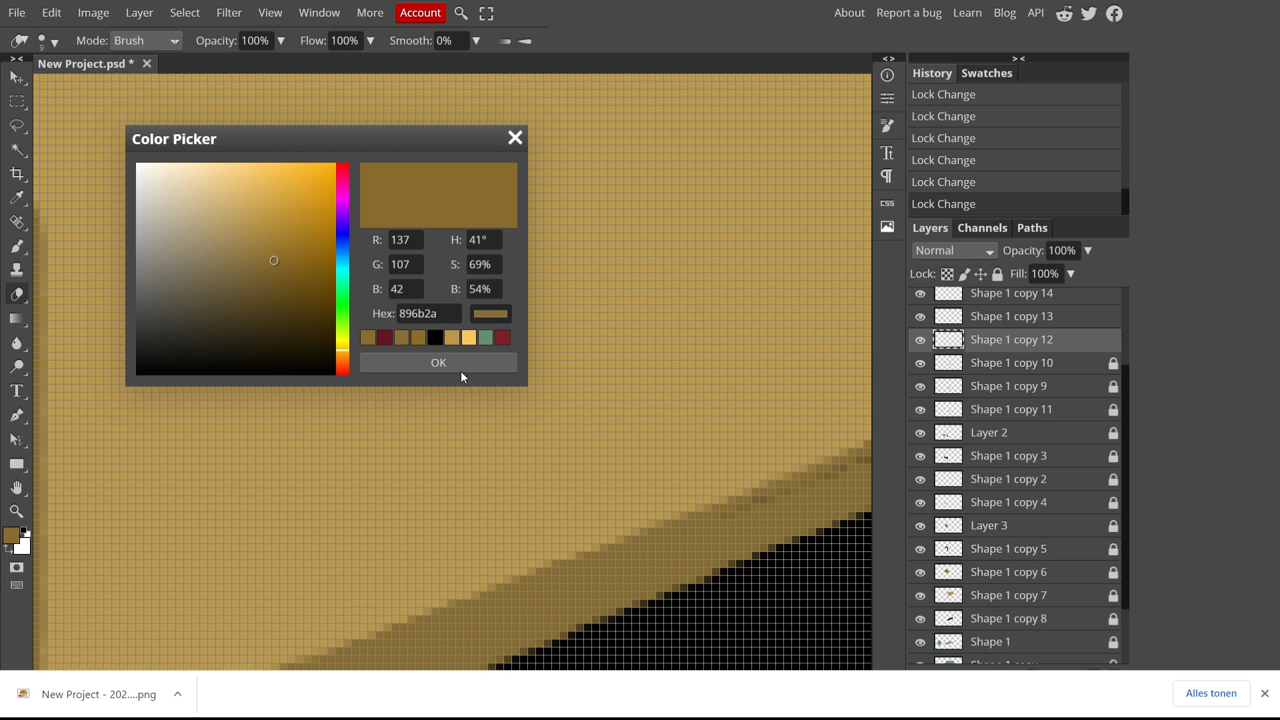 File Edit Image Layer Select Filter View Window More Account About Report a bug Learn Blog API
9 Mode: Brush Opacity: 100% Flow: 100% Smooth: 0%
New Project.psd *
Color Picker
R: 137 H: 41°
G: 107 S: 69%
B: 42 B: 54%
Hex: 896b2a
OK
History Swatches
Lock Change
Lock Change
Lock Change
Lock Change
Lock Change
Lock Change
Layers Channels Paths
Normal Opacity: 100%
Lock: Fill: 100%
Shape 1 copy 14
Shape 1 copy 13
Shape 1 copy 12
Shape 1 copy 10
Shape 1 copy 9
Shape 1 copy 11
Layer 2
Shape 1 copy 3
Shape 1 copy 2
Shape 1 copy 4
Layer 3
Shape 1 copy 5
Shape 1 copy 6
Shape 1 copy 7
Shape 1 copy 8
Shape 1
CSS
New Project - 202....png
Alles tonen